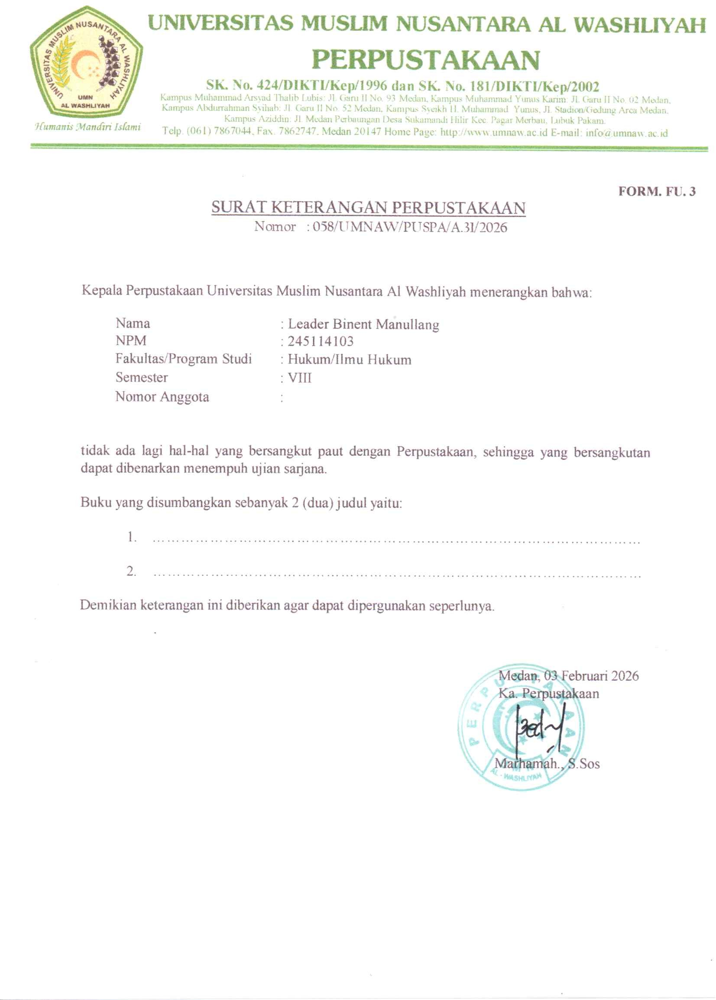 UNIVERSITAS MUSLIM NUSANTARA AL WASHLIYAH
UMN
AL WASHLIYAH
Humanis Mandiri Islami
UNIVERSITAS MUSLIM NUSANTARA AL WASHLIYAH
PERPUSTAKAAN
SK. No. 424/DIKTI/Kep/1996 dan SK. No. 181/DIKTI/Kep/2002
Kampus Muhammad Arsyad Thalib Lubis: Jl. Garu II No. 93 Medan, Kampus Muhammad Yunus Karim: Jl. Garu II No. 02 Medan,
Kampus Abdurrahman Syihab: Jl. Garu II No. 52 Medan, Kampus Syeikh H. Muhammad Yunus, Jl. Stadion/Gedung Arca Medan.
Kampus Aziddin: Jl. Medan Perbaungan Desa Sukamandi Hilir Kec. Pagar Merbau, Lubuk Pakam.
Telp. (061) 7867044, Fax. 7862747, Medan 20147 Home Page: http://www.umnaw.ac.id E-mail: info@umnaw.ac.id
FORM. FU. 3
SURAT KETERANGAN PERPUSTAKAAN
Nomor : 058/UMNAW/PUSPA/A.31/2026
Kepala Perpustakaan Universitas Muslim Nusantara Al Washliyah menerangkan bahwa:
Nama : Leader Binent Manullang
NPM : 245114103
Fakultas/Program Studi : Hukum/Ilmu Hukum
Semester : VIII
Nomor Anggota :
tidak ada lagi hal-hal yang bersangkut paut dengan Perpustakaan, sehingga yang bersangkutan
dapat dibenarkan menempuh ujian sarjana.
Buku yang disumbangkan sebanyak 2 (dua) judul yaitu:
1. ....................................................................................................
2. ....................................................................................................
Demikian keterangan ini diberikan agar dapat dipergunakan seperlunya.
Medan, 03 Februari 2026
Ka. Perpustakaan
Marhamah., S.Sos
PERPUSTAKAAN
UMN
AL - WASHLIYAH